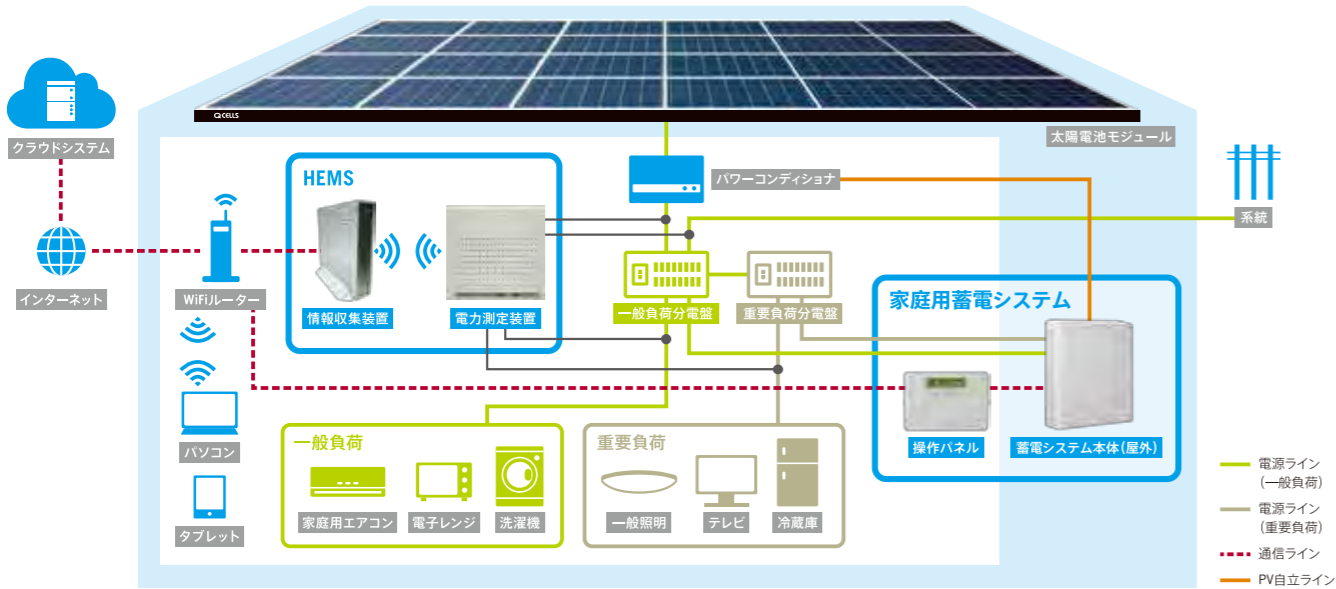 Q CELLS
太陽電池モジュール
クラウドシステム
インターネット
WiFiルーター
パソコン
タブレット
HEMS
情報収集装置
電力測定装置
パワーコンディショナ
系統
一般負荷分電盤
重要負荷分電盤
家庭用蓄電システム
操作パネル
蓄電システム本体(屋外)
一般負荷
家庭用エアコン
電子レンジ
洗濯機
重要負荷
一般照明
テレビ
冷蔵庫
電源ライン
(一般負荷)
電源ライン
(重要負荷)
通信ライン
PV自立ライン